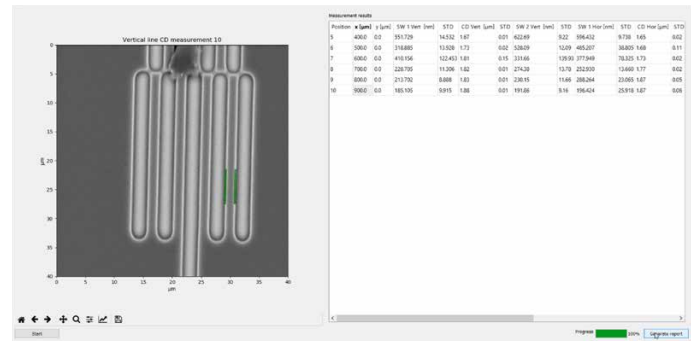 Measurement results
Vertical line CD measurement 10
Position x [µm] y [µm] SW 1 Vert [nm] STD CD Vert [µm] STD SW 2 Vert [nm] STD SW 1 Hor [nm] STD CD Hor [µm] STD
5 400.0 0.0 551.729 14.532 1.67 0.01 622.69 9.22 596.432 9.738 1.65 0.02
6 500.0 0.0 318.885 13.928 1.73 0.02 528.09 12.09 465.207 38.805 1.68 0.11
7 600.0 0.0 410.156 122.453 1.81 0.15 331.66 139.93 377.949 78.325 1.73 0.02
8 700.0 0.0 228.705 11.206 1.82 0.01 274.38 13.70 252.930 13.660 1.77 0.02
9 800.0 0.0 213.702 8.808 1.83 0.01 230.15 11.66 288.264 23.065 1.87 0.05
10 900.0 0.0 185.105 9.915 1.88 0.01 191.86 9.16 196.424 25.918 1.87 0.06
0
5
10
15
20
25
30
35
40
µm
0 5 10 15 20 25 30 35 40
µm
Start
Progress 100% Generate report